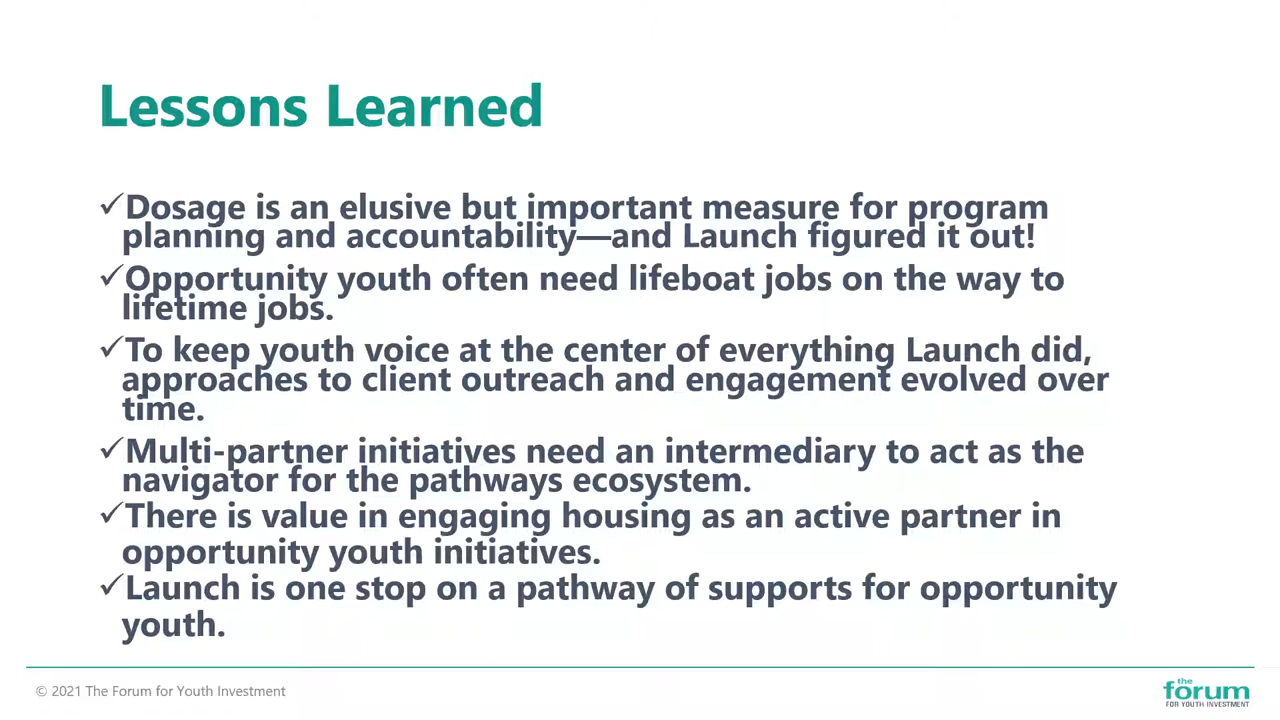 Lessons Learned
✓Dosage is an elusive but important measure for program
planning and accountability—and Launch figured it out!
✓Opportunity youth often need lifeboat jobs on the way to
lifetime jobs.
✓To keep youth voice at the center of everything Launch did,
approaches to client outreach and engagement evolved over
time.
✓Multi-partner initiatives need an intermediary to act as the
navigator for the pathways ecosystem.
✓There is value in engaging housing as an active partner in
opportunity youth initiatives.
✓Launch is one stop on a pathway of supports for opportunity
youth.
© 2021 The Forum for Youth Investment
the
forum
FOR YOUTH INVESTMENT